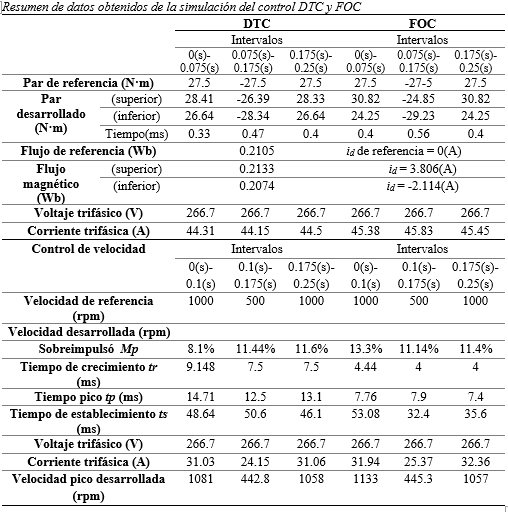 Resumen de datos obtenidos de la simulación del control DTC y FOC
DTC FOC
Intervalos Intervalos
0(s)- 0.075(s)- 0.175(s)- 0(s)- 0.075(s)- 0.175(s)-
0.075(s) 0.175(s) 0.25(s) 0.075(s) 0.175(s) 0.25(s)
Par de referencia (N·m) 27.5 -27.5 27.5 27.5 -27-5 27.5
Par (superior) 28.41 -26.39 28.33 30.82 -24.85 30.82
desarrollado (inferior) 26.64 -28.34 26.64 24.25 -29.23 24.25
(N·m) Tiempo(ms) 0.33 0.47 0.4 0.4 0.56 0.4
Flujo de referencia (Wb) 0.2105 id de referencia = 0(A)
Flujo (superior) 0.2133 id = 3.806(A)
magnético (inferior) 0.2074 id = -2.114(A)
(Wb)
Voltaje trifásico (V) 266.7 266.7 266.7 266.7 266.7 266.7
Corriente trifásica (A) 44.31 44.15 44.5 45.38 45.83 45.45
Control de velocidad Intervalos Intervalos
0(s)- 0.1(s)- 0.175(s)- 0(s)- 0.1(s)- 0.175(s)-
0.1(s) 0.175(s) 0.25(s) 0.1(s) 0.175(s) 0.25(s)
Velocidad de referencia 1000 500 1000 1000 500 1000
(rpm)
Velocidad desarrollada (rpm)
Sobreimpulsó Mp 8.1% 11.44% 11.6% 13.3% 11.14% 11.4%
Tiempo de crecimiento tr 9.148 7.5 7.5 4.44 4 4
(ms)
Tiempo pico tp (ms) 14.71 12.5 13.1 7.76 7.9 7.4
Tiempo de establecimiento ts 48.64 50.6 46.1 53.08 32.4 35.6
(ms)
Voltaje trifásico (V) 266.7 266.7 266.7 266.7 266.7 266.7
Corriente trifásica (A) 31.03 24.15 31.06 31.94 25.37 32.36
Velocidad pico desarrollada 1081 442.8 1058 1133 445.3 1057
(rpm)